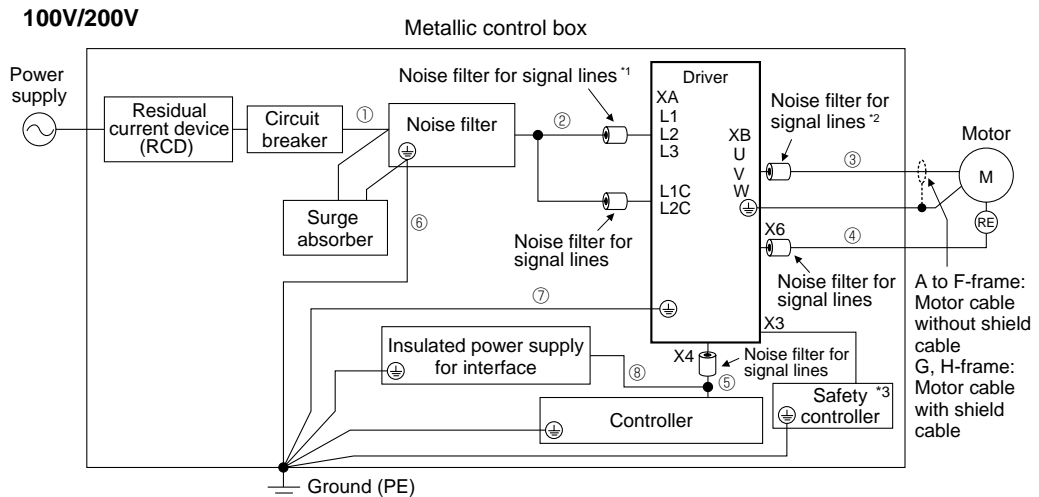 100V/200V
Metallic control box
Power
supply
Residual
current device
(RCD)
Circuit
breaker
①
Noise filter
Surge
absorber
⑥
②
Noise filter for signal lines *1
Noise filter for
signal lines
Driver
XA
L1
L2
L3
L1C
L2C
XB
U
V
W
X6
X3
X4
Noise filter for
signal lines *2
③
④
Noise filter for
signal lines
Motor
M
RE
A to F-frame:
Motor cable
without shield
cable
G, H-frame:
Motor cable
with shield
cable
⑦
Insulated power supply
for interface
⑧
⑤
Noise filter for
signal lines
Controller
Safety *3
controller
Ground (PE)